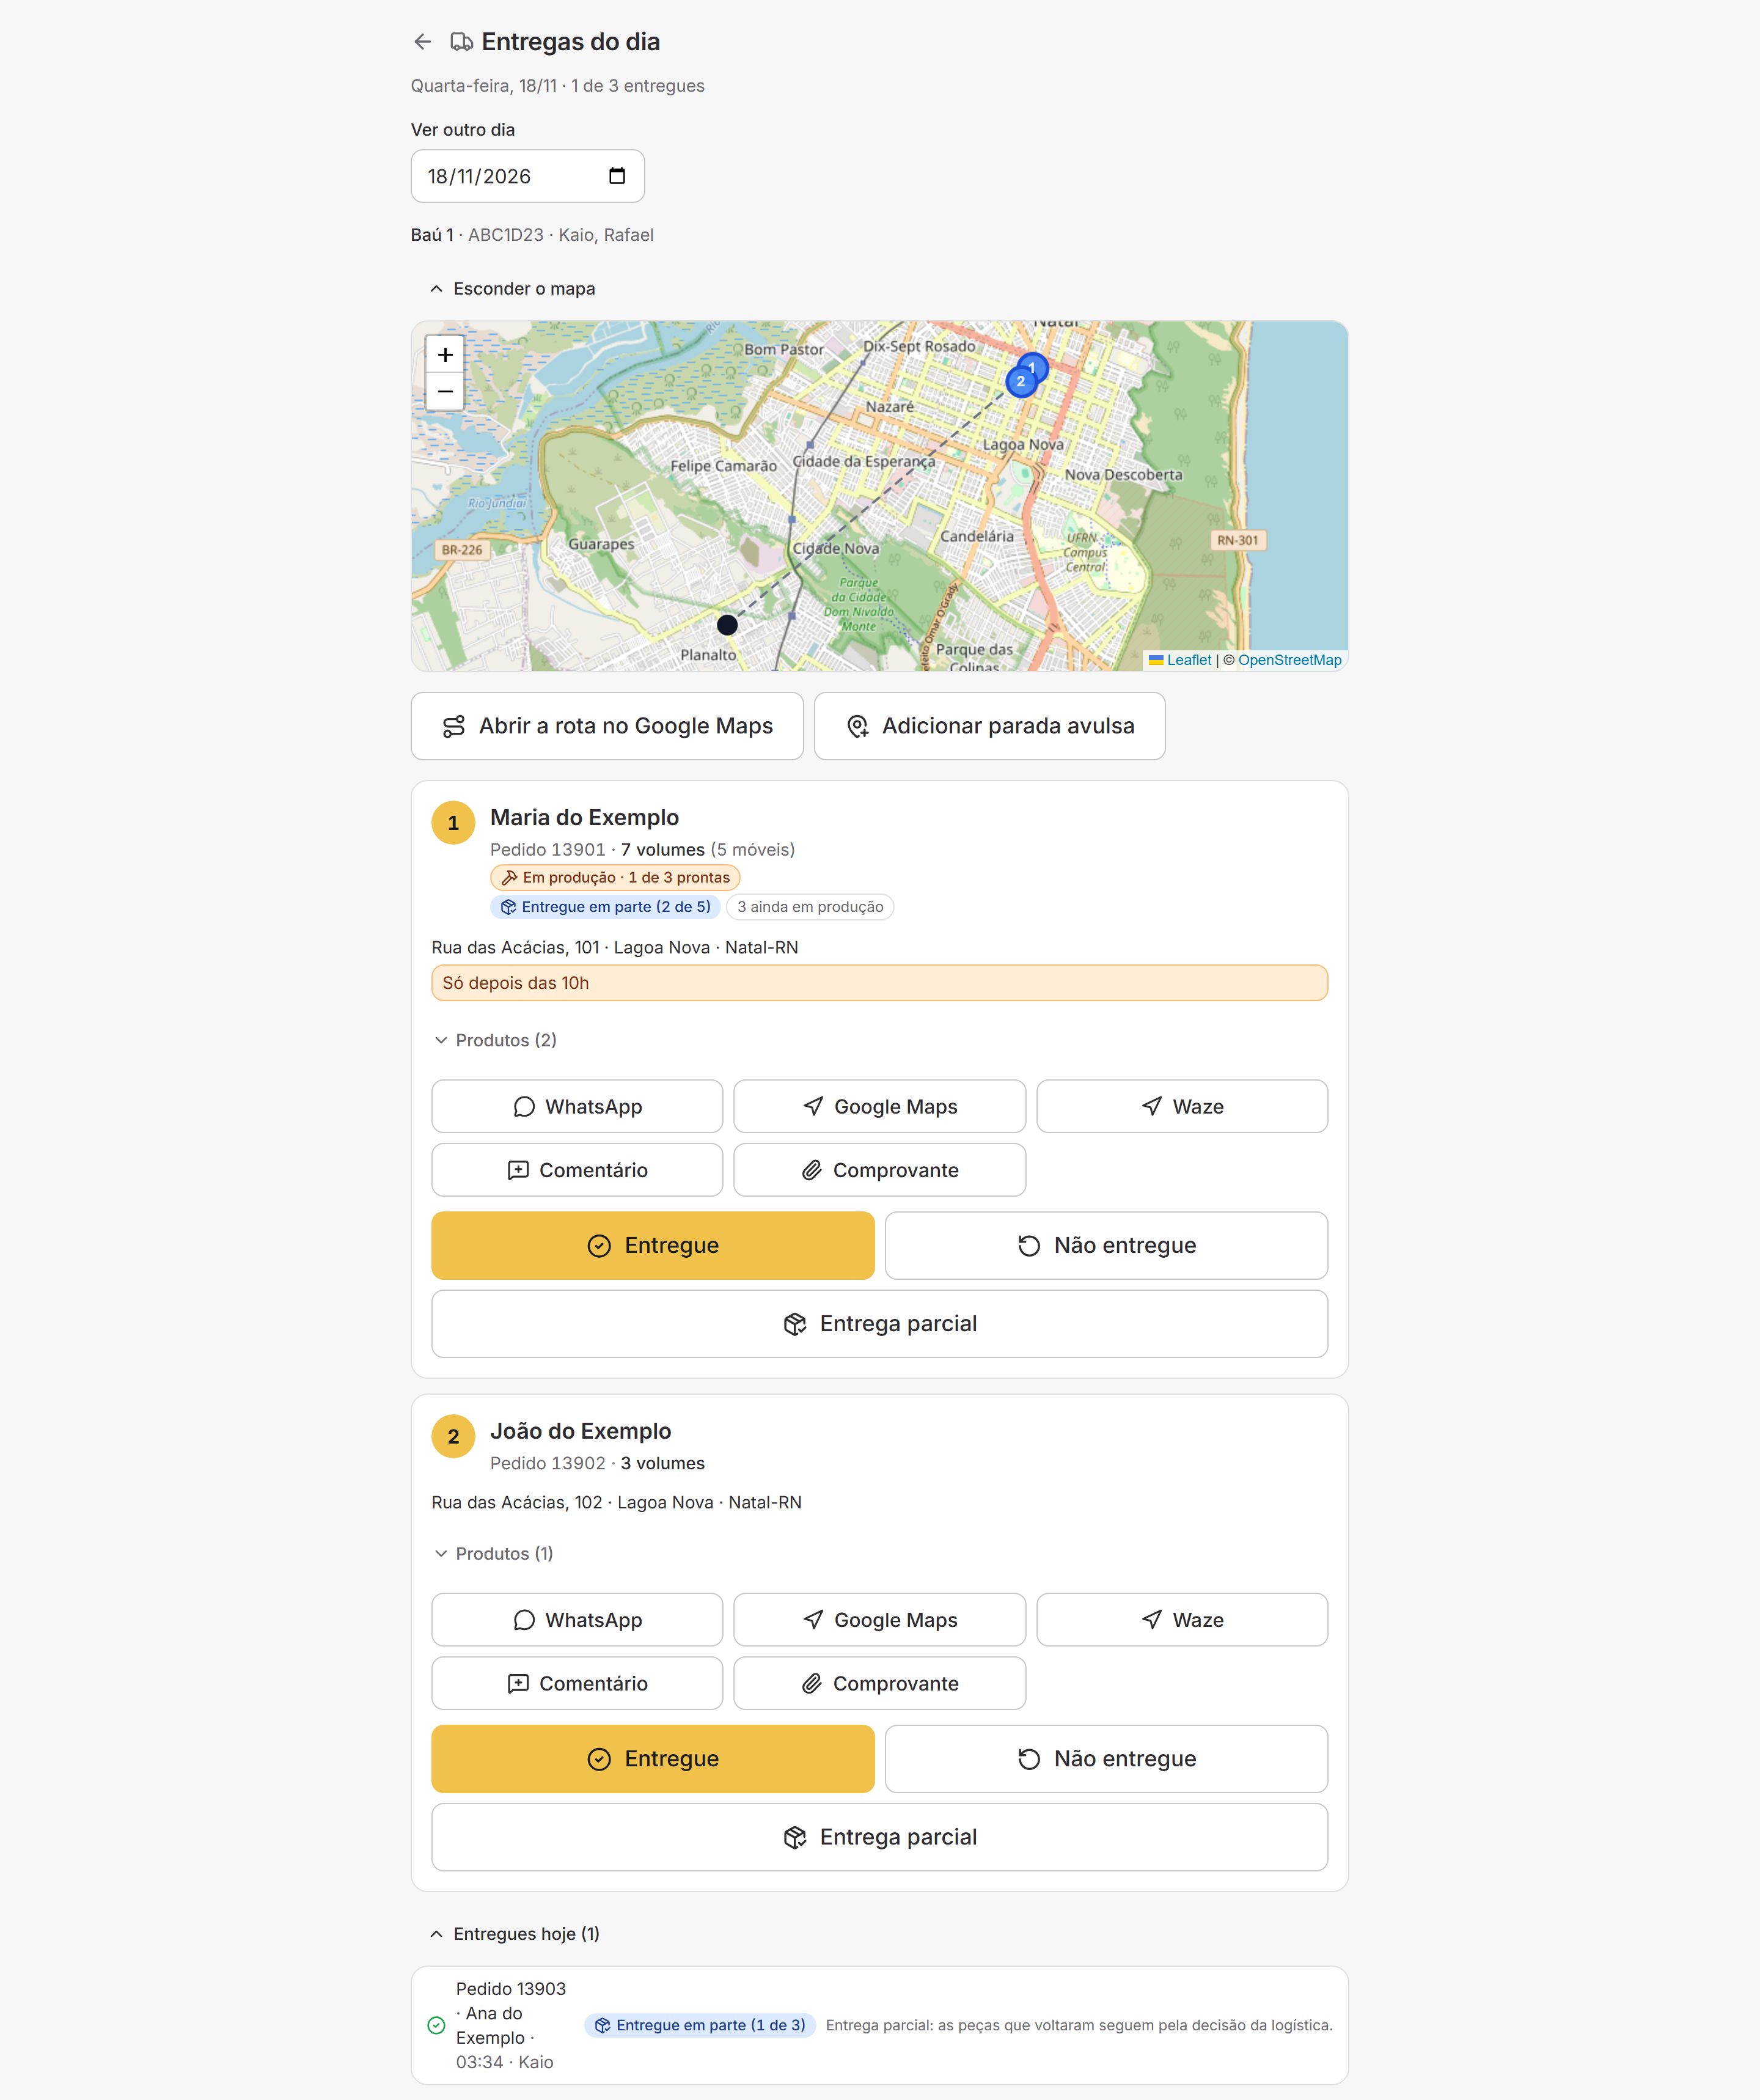 Entregas do dia
Quarta-feira, 18/11 · 1 de 3 entregues
Ver outro dia
18/11/2026
Baú 1 · ABC1D23 · Kaio, Rafael
Esconder o mapa
+
−
Bom Pastor
Dix-Sept Rosado
Natal
1
2
Nazaré
Lagoa Nova
Felipe Camarão
Cidade da Esperança
Nova Descoberta
Rio Jundiaí
BR-226
Guarapes
Cidade Nova
Candelária
UFRN
Campus
Central
RN-301
Parque
da Cidade
Dom Nivaldo
Monte
Omar O'Grady
Planalto
Parque das
Colinas
Leaflet | © OpenStreetMap
Abrir a rota no Google Maps
Adicionar parada avulsa
1
Maria do Exemplo
Pedido 13901 · 7 volumes (5 móveis)
Em produção · 1 de 3 prontas
Entregue em parte (2 de 5)
3 ainda em produção
Rua das Acácias, 101 · Lagoa Nova · Natal-RN
Só depois das 10h
Produtos (2)
WhatsApp
Google Maps
Waze
Comentário
Comprovante
Entregue
Não entregue
Entrega parcial
2
João do Exemplo
Pedido 13902 · 3 volumes
Rua das Acácias, 102 · Lagoa Nova · Natal-RN
Produtos (1)
WhatsApp
Google Maps
Waze
Comentário
Comprovante
Entregue
Não entregue
Entrega parcial
Entregues hoje (1)
Pedido 13903
· Ana do
Exemplo ·
03:34 · Kaio
Entregue em parte (1 de 3)
Entrega parcial: as peças que voltaram seguem pela decisão da logística.